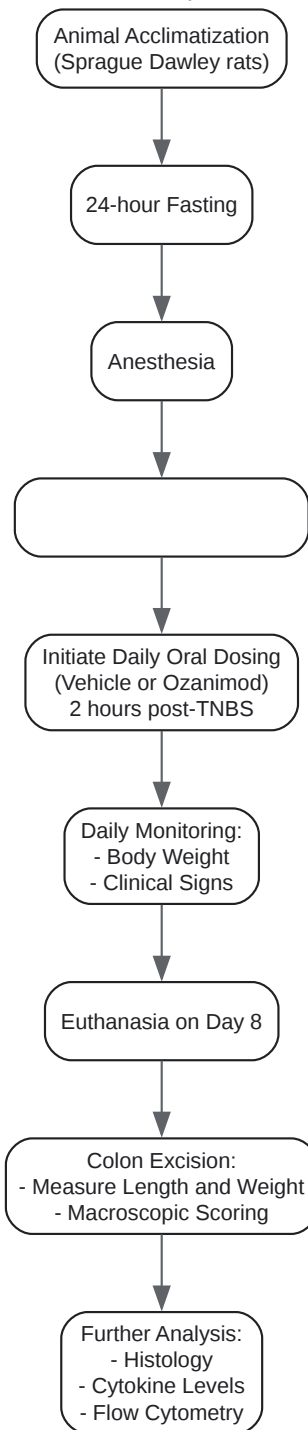 Animal Acclimatization
(Sprague Dawley rats)
24-hour Fasting
Anesthesia
Initiate Daily Oral Dosing
(Vehicle or Ozanimod)
2 hours post-TNBS
Daily Monitoring:
- Body Weight
- Clinical Signs
Euthanasia on Day 8
Colon Excision:
- Measure Length and Weight
- Macroscopic Scoring
Further Analysis:
- Histology
- Cytokine Levels
- Flow Cytometry